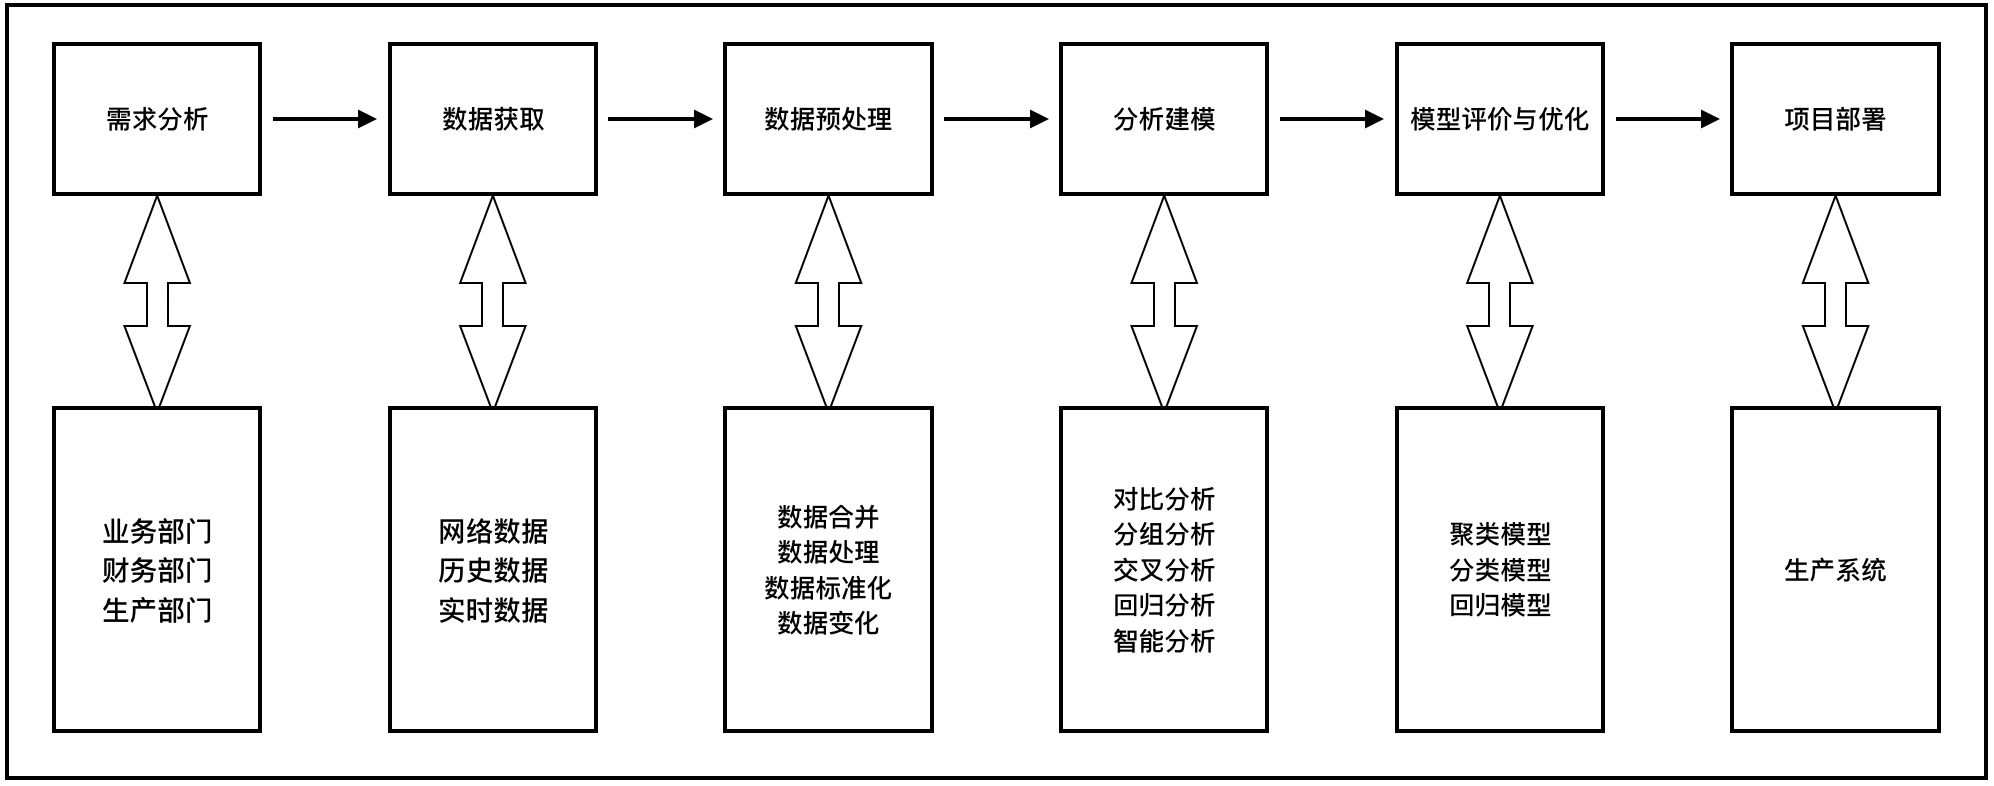 需求分析
数据获取
数据预处理
分析建模
模型评价与优化
项目部署
业务部门
财务部门
生产部门
网络数据
历史数据
实时数据
数据合并
数据处理
数据标准化
数据变化
对比分析
分组分析
交叉分析
回归分析
智能分析
聚类模型
分类模型
回归模型
生产系统